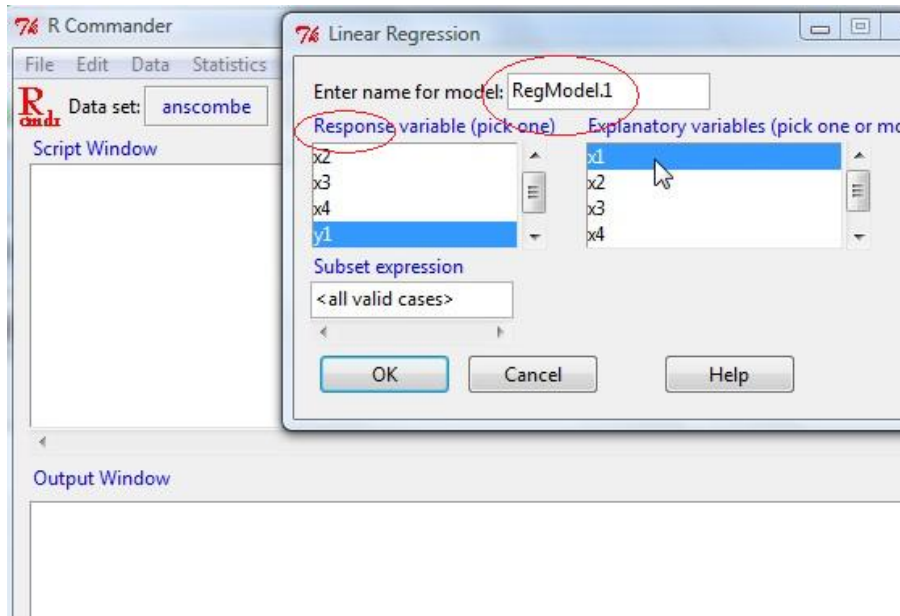 R Commander
File Edit Data Statistics
R cmdr Data set: anscombe
Script Window
Output Window
Linear Regression
Enter name for model: RegModel.1
Response variable (pick one)
x2
x3
x4
y1
Explanatory variables (pick one or mo
x1
x2
x3
x4
Subset expression
<all valid cases>
OK Cancel Help